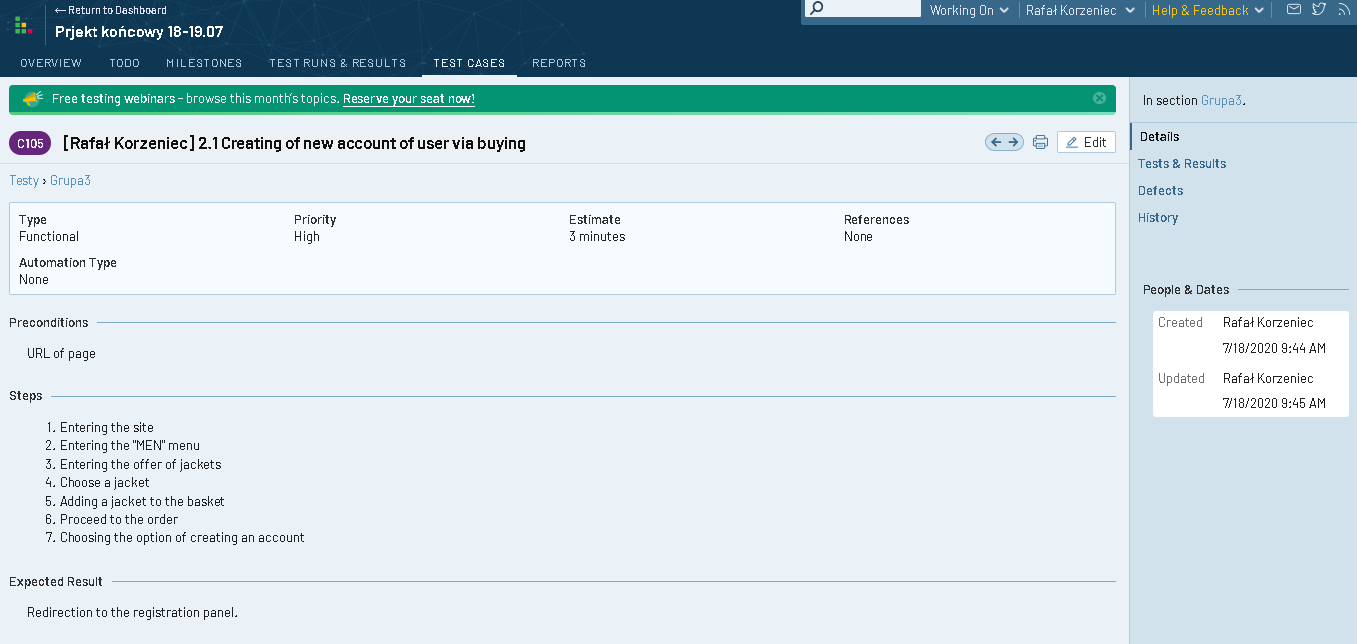 ← Return to Dashboard
Prjekt końcowy 18-19.07
Working On
Rafał Korzeniec
Help & Feedback
OVERVIEW TODO MILESTONES TEST RUNS & RESULTS TEST CASES REPORTS
Free testing webinars - browse this month's topics. Reserve your seat now!
C105 [Rafał Korzeniec] 2.1 Creating of new account of user via buying
Edit
Testy › Grupa3
Type Priority Estimate References
Functional High 3 minutes None
Automation Type
None
Preconditions
URL of page
Steps
1. Entering the site
2. Entering the "MEN" menu
3. Entering the offer of jackets
4. Choose a jacket
5. Adding a jacket to the basket
6. Proceed to the order
7. Choosing the option of creating an account
Expected Result
Redirection to the registration panel.
In section Grupa3.
Details
Tests & Results
Defects
History
People & Dates
Created Rafał Korzeniec
7/18/2020 9:44 AM
Updated Rafał Korzeniec
7/18/2020 9:45 AM